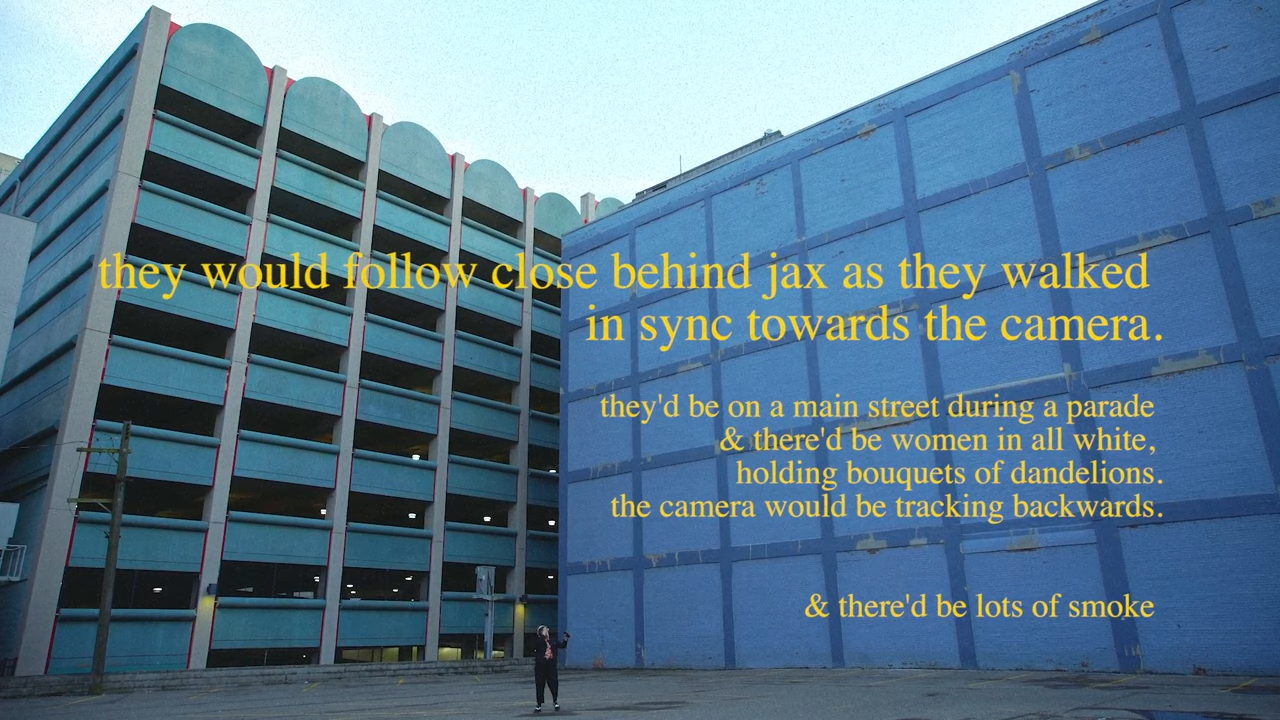 they would follow close behind jax as they walked
in sync towards the camera.
they'd be on a main street during a parade
& there'd be women in all white,
holding bouquets of dandelions.
the camera would be tracking backwards.
& there'd be lots of smoke